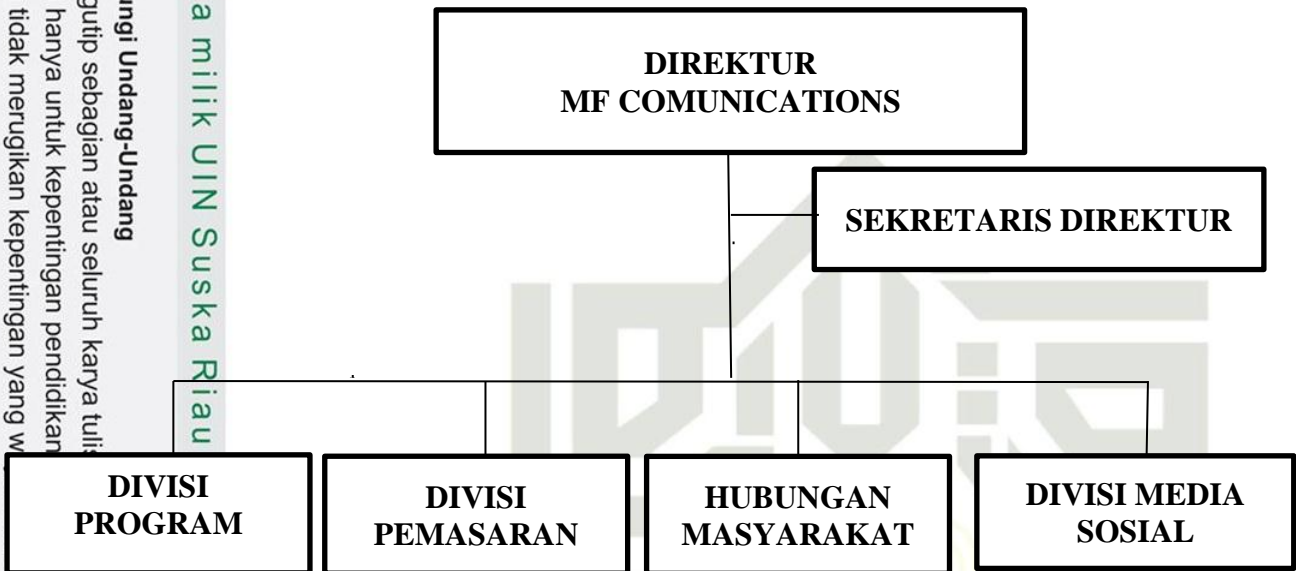 DIREKTUR
MF COMUNICATIONS
SEKRETARIS DIREKTUR
DIVISI
PROGRAM
DIVISI
PEMASARAN
HUBUNGAN
MASYARAKAT
DIVISI MEDIA
SOSIAL
a milik UIN Suska Riau
ngi Undang-Undang
gutip sebagian atau seluruh karya tulis
hanya untuk kepentingan pendidikan
tidak merugikan kepentingan yang w